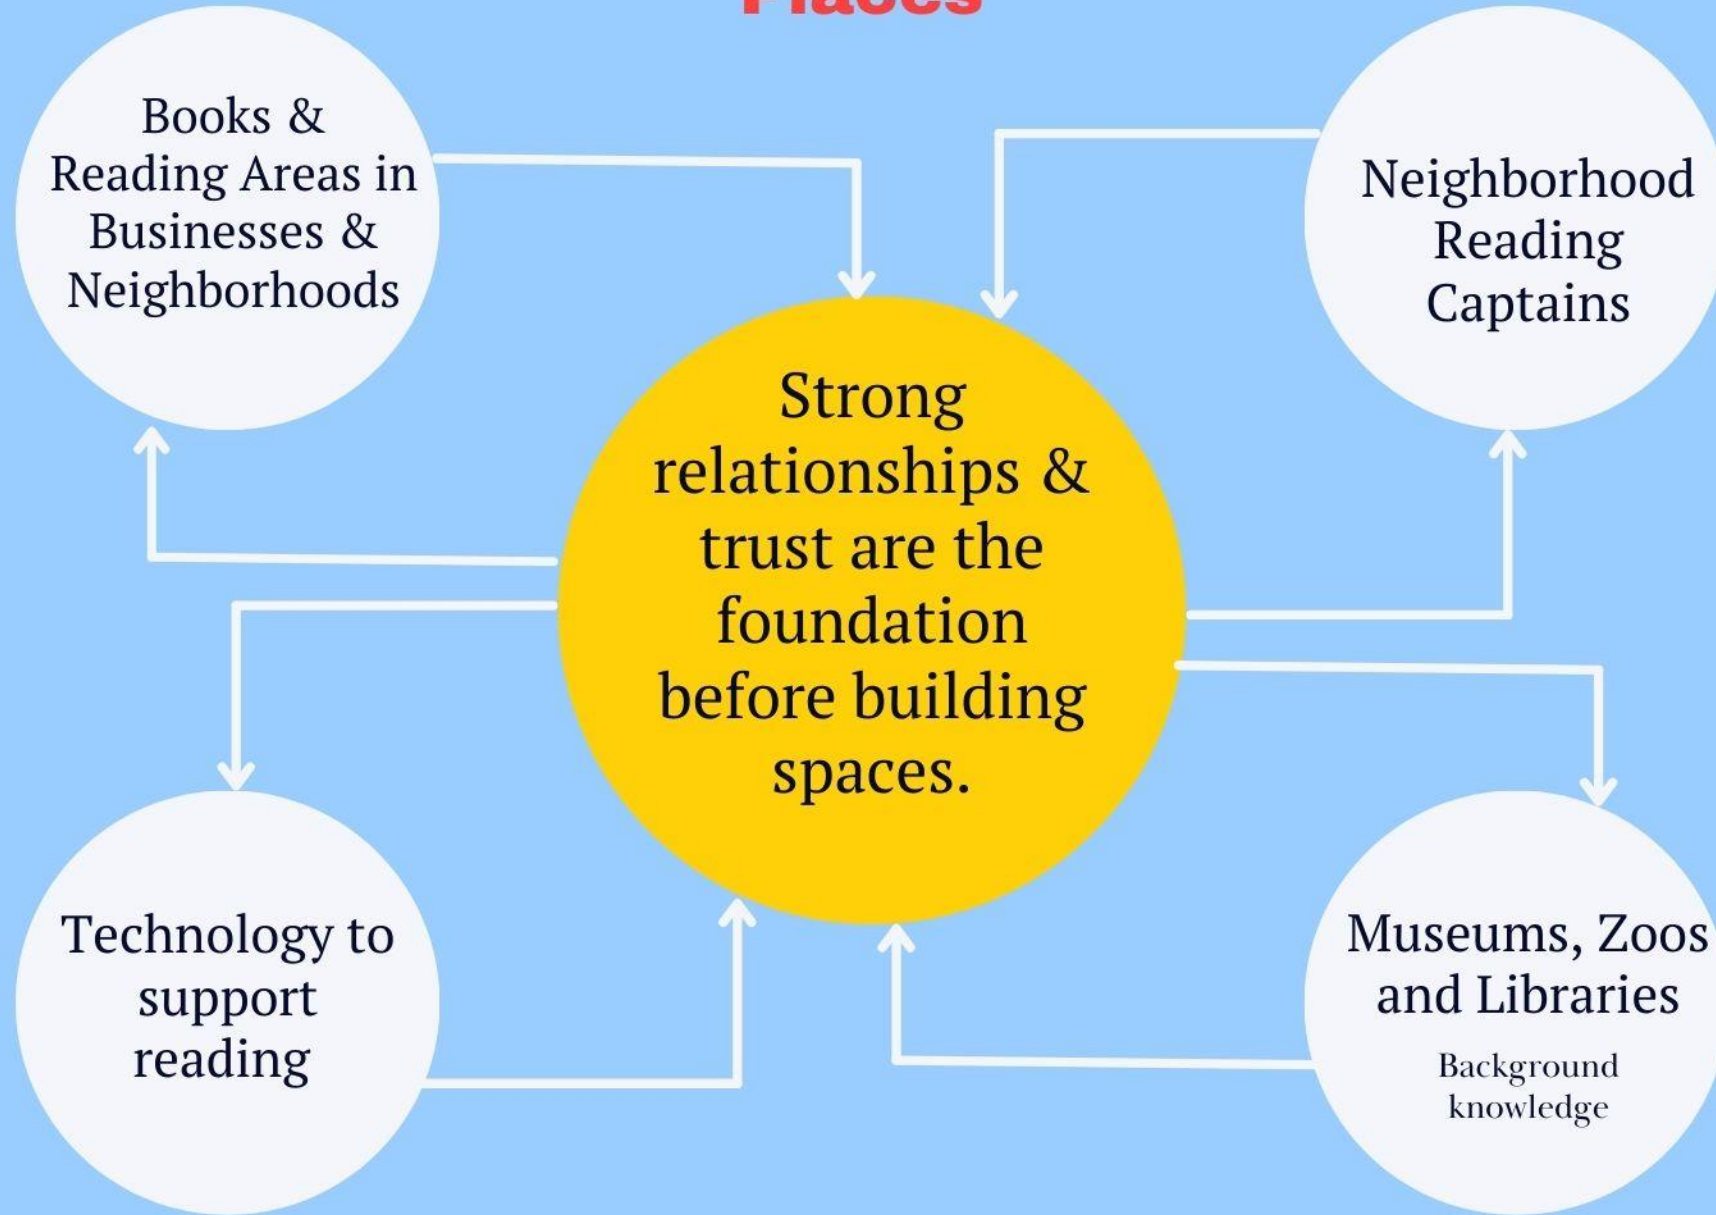 Places
Books &
Reading Areas in
Businesses &
Neighborhoods
Neighborhood
Reading
Captains
Strong
relationships &
trust are the
foundation
before building
spaces.
Technology to
support
reading
Museums, Zoos
and Libraries
Background
knowledge